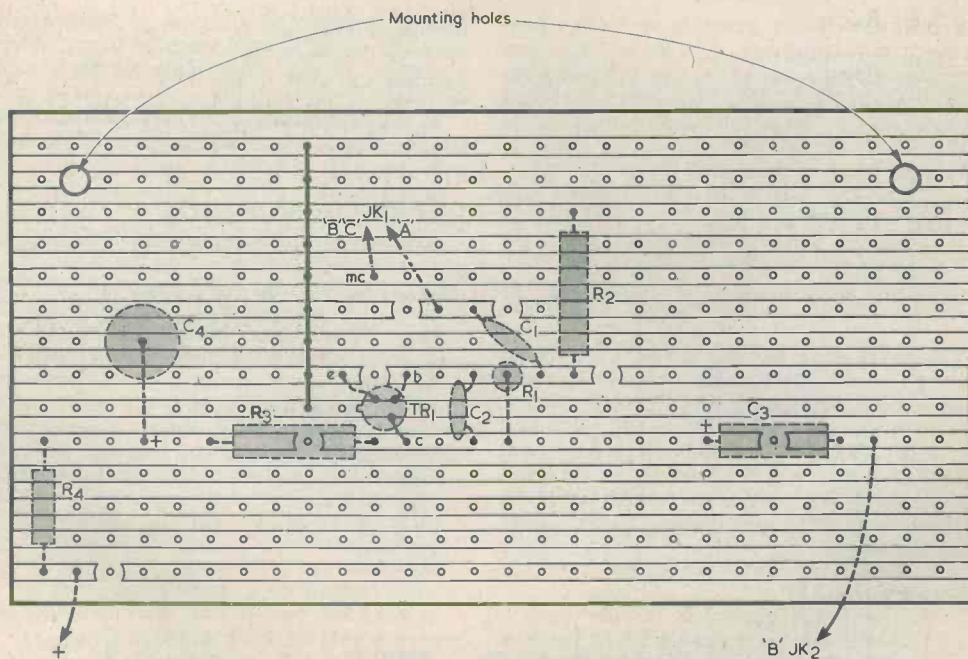 Mounting holes
'B' 'C' JK1 'A'
mc
R2
C4
C1
e
b
R1
R3
TR1
C2
C3
c
+
+
R4
+
'B' JK2